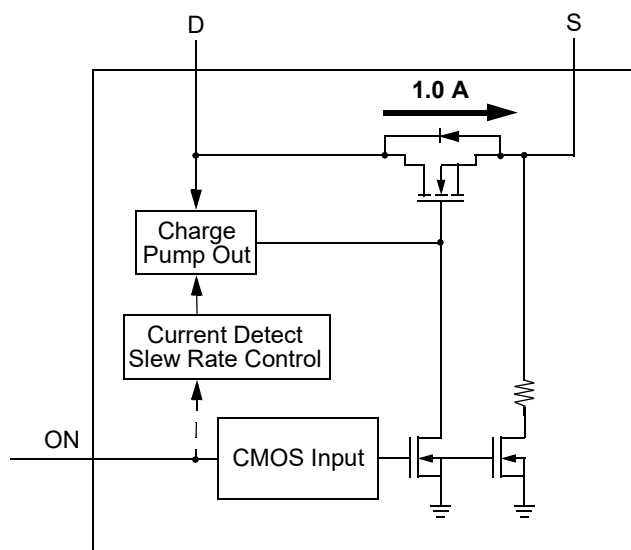 D
S
1.0 A
Charge
Pump Out
Current Detect
Slew Rate Control
ON
CMOS Input